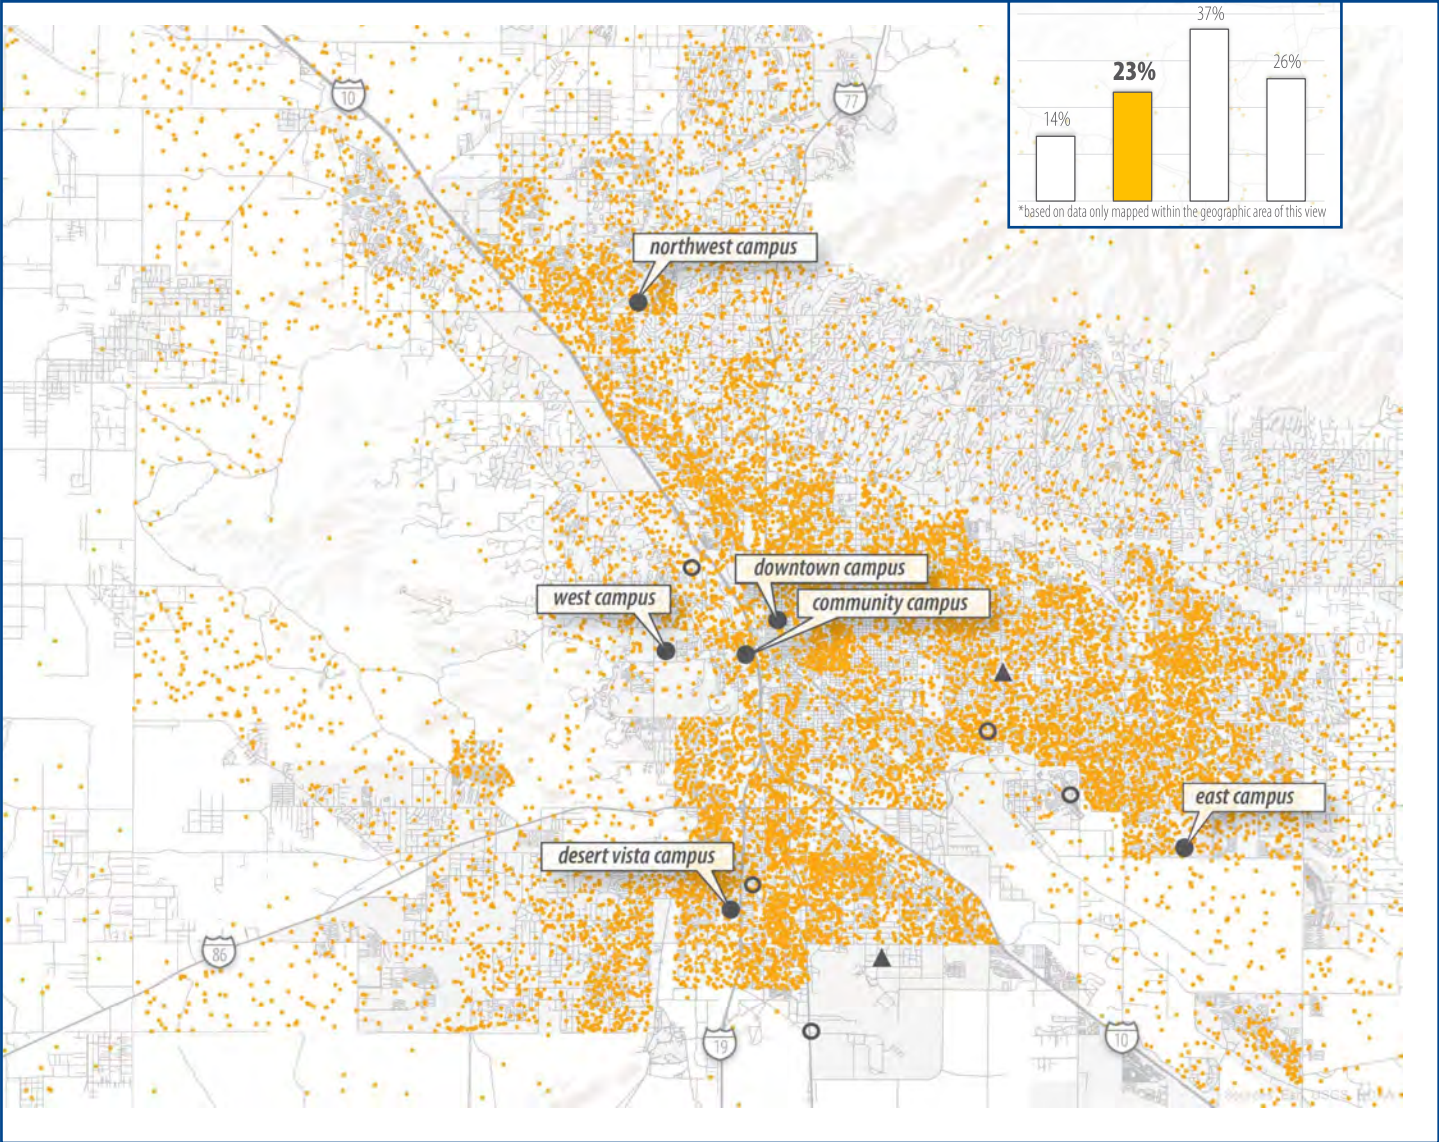 37%
26%
23%
14%
*based on data only mapped within the geographic area of this view
10
77
northwest campus
downtown campus
west campus
community campus
east campus
desert vista campus
86
19
10